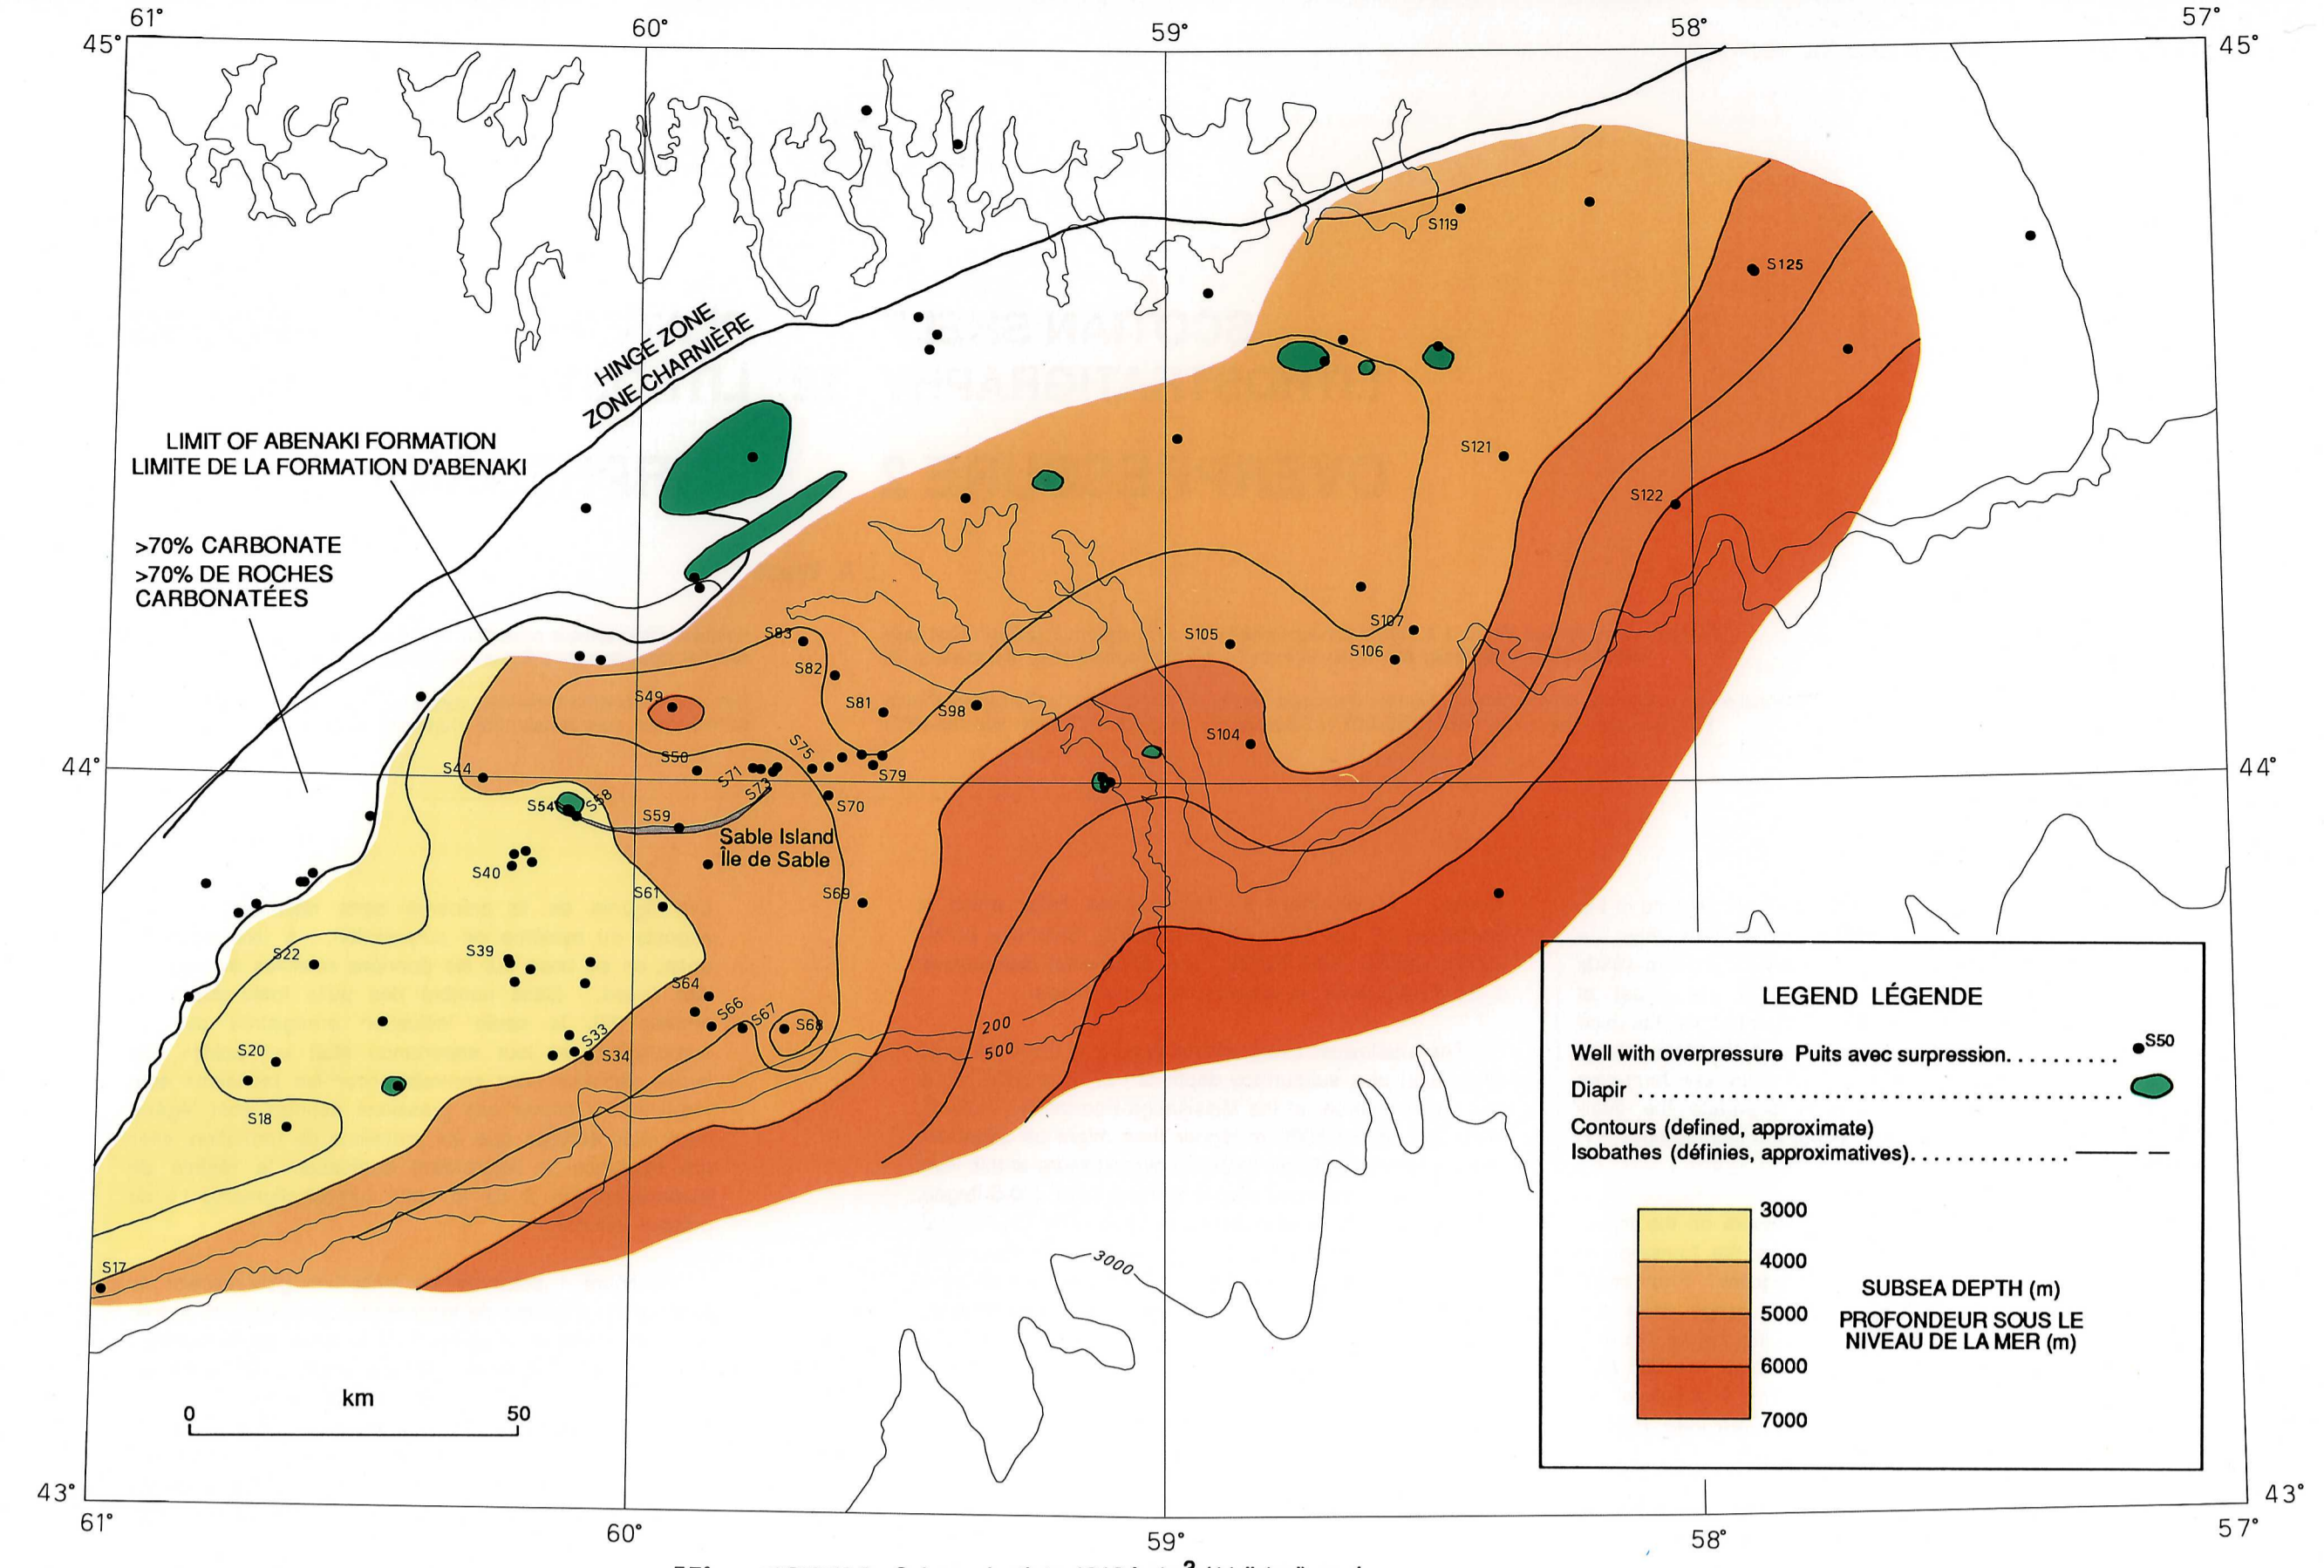 61°
60°
59°
58°
57°
45°
45°
S119
S125
HINGE ZONE
ZONE CHARNIÈRE
LIMIT OF ABENAKI FORMATION
LIMITE DE LA FORMATION D'ABENAKI
S121
S122
>70% CARBONATE
>70% DE ROCHES
CARBONATÉES
S83
S107
S105
S106
S82
S49
S81
S98
S104
S75
S50
S44
44°
44°
S71
S73
S79
S54
S58
S59
S70
Sable Island
Île de Sable
S40
S61
S69
S39
S22
S64
S66
S67
S68
S33
S34
S20
S18
S17
200
500
3000
LEGEND LÉGENDE
Well with overpressure Puits avec surpression.......... S50
Diapir ............................................
Contours (defined, approximate)
Isobathes (définies, approximatives)..............
3000
4000
SUBSEA DEPTH (m)
5000
PROFONDEUR SOUS LE
NIVEAU DE LA MER (m)
6000
7000
km
0
50
43°
43°
61°
60°
59°
58°
57°